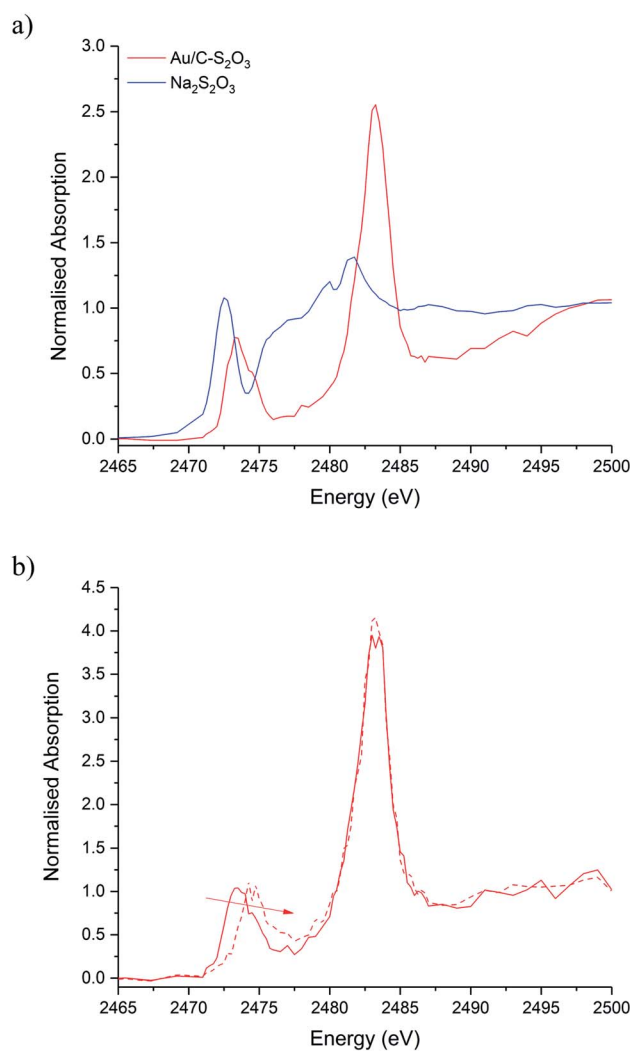 a)
3.0
Au/C-S₂O₃
Na₂S₂O₃
2.5
2.0
1.5
1.0
0.5
0.0
Normalised Absorption
2465 2470 2475 2480 2485 2490 2495 2500
Energy (eV)
b)
4.5
4.0
3.5
3.0
2.5
2.0
1.5
1.0
0.5
0.0
Normalised Absorption
2465 2470 2475 2480 2485 2490 2495 2500
Energy (eV)